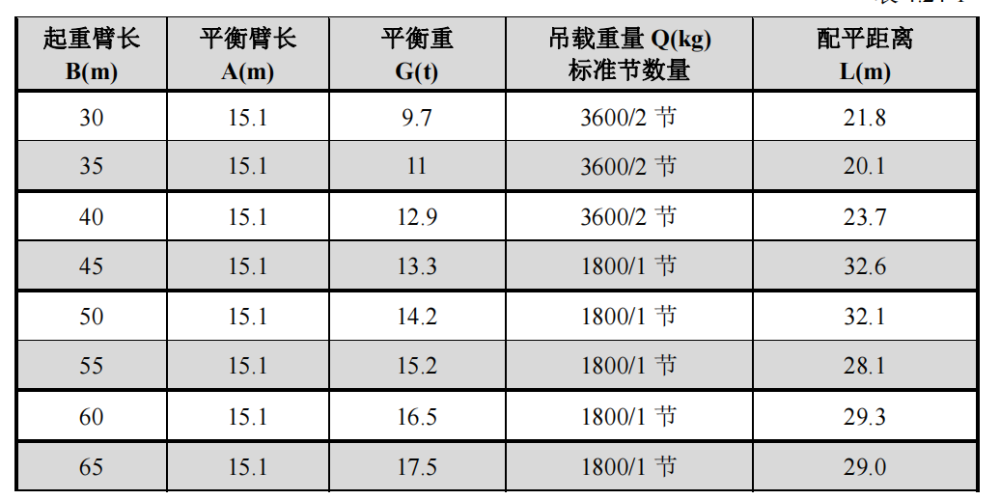 起重臂长 B(m) 平衡臂长 A(m) 平衡重 G(t) 吊载重量 Q(kg) 标准节数量 配平距离 L(m)
30 15.1 9.7 3600/2 节 21.8
35 15.1 11 3600/2 节 20.1
40 15.1 12.9 3600/2 节 23.7
45 15.1 13.3 1800/1 节 32.6
50 15.1 14.2 1800/1 节 32.1
55 15.1 15.2 1800/1 节 28.1
60 15.1 16.5 1800/1 节 29.3
65 15.1 17.5 1800/1 节 29.0